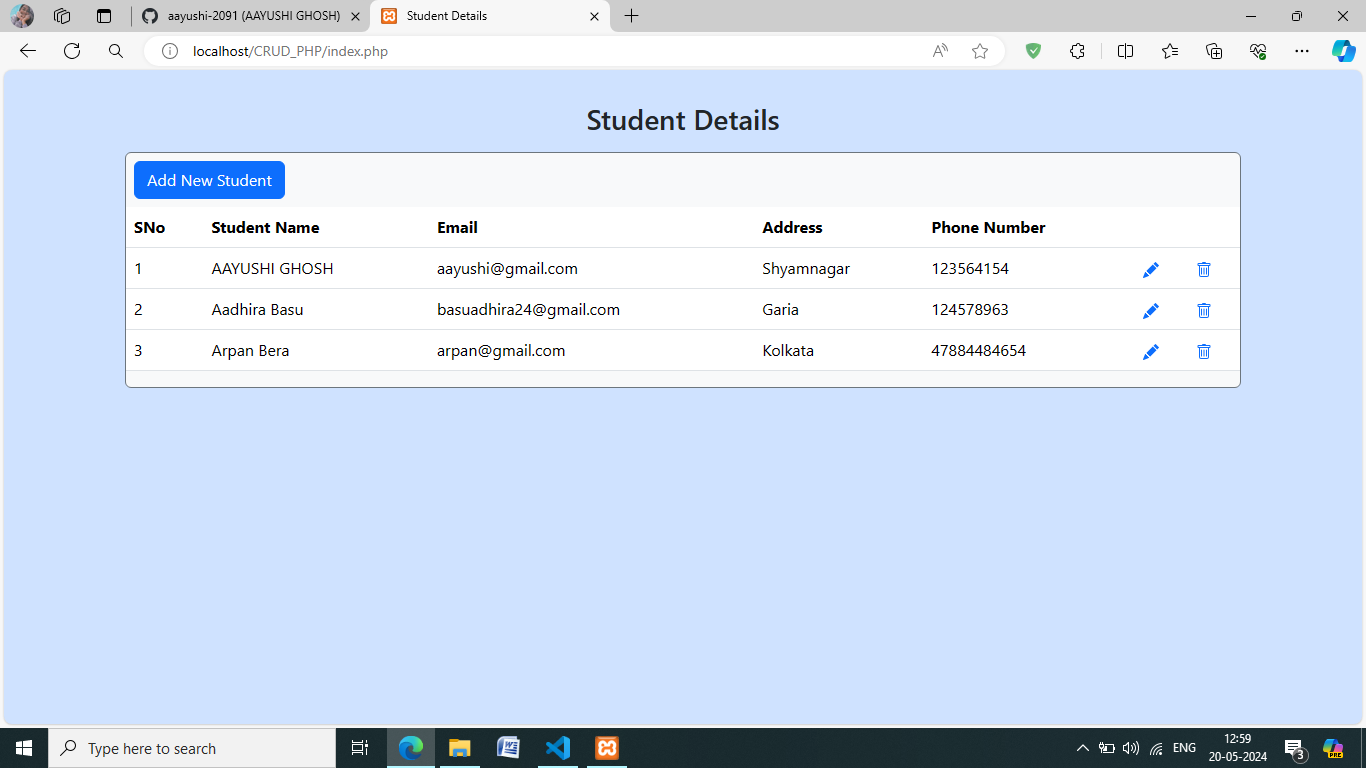 aayushi-2091 (AAYUSHI GHOSH)
Student Details
localhost/CRUD_PHP/index.php
Student Details
Add New Student
SNo Student Name Email Address Phone Number
1 AAYUSHI GHOSH aayushi@gmail.com Shyamnagar 123564154
2 Aadhira Basu basuadhira24@gmail.com Garia 124578963
3 Arpan Bera arpan@gmail.com Kolkata 47884484654
Type here to search
ENG
12:59
20-05-2024
3
PRE